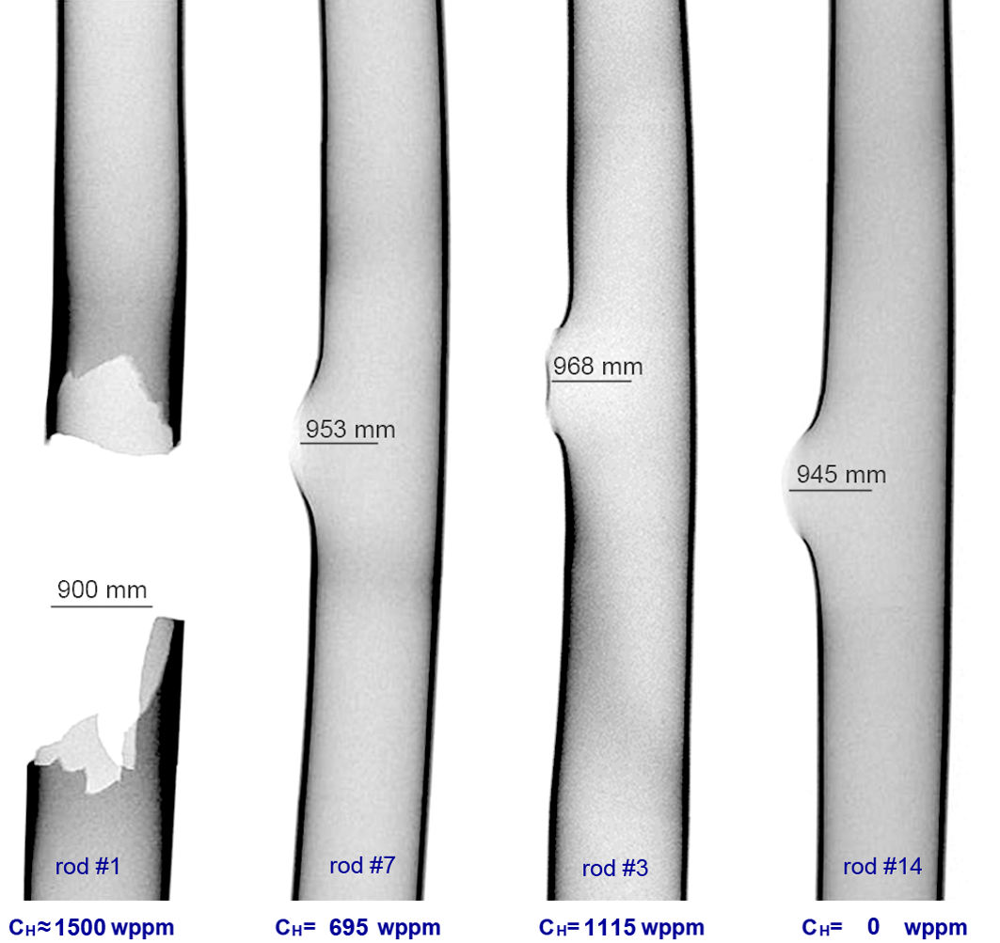 968 mm
953 mm
945 mm
900 mm
rod #1
rod #7
rod #3
rod #14
CH≈1500 wppm
CH= 695 wppm
CH=1115 wppm
CH= 0 wppm